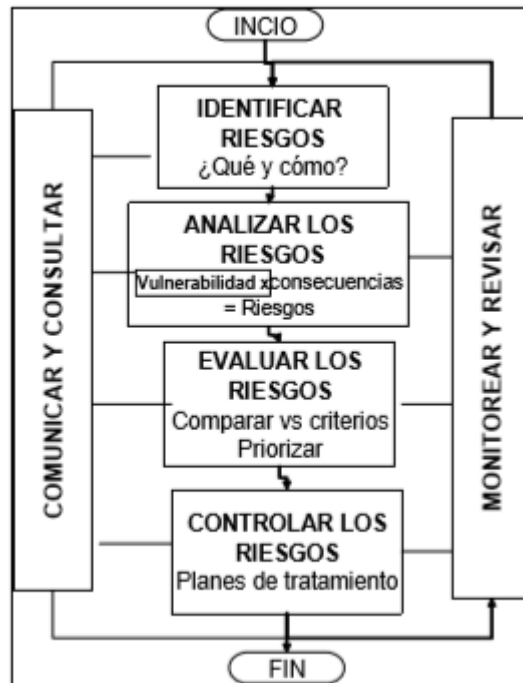 INCIO
IDENTIFICAR
RIESGOS
¿Qué y cómo?
ANALIZAR LOS
RIESGOS
Vulnerabilidad xconsecuencias
= Riesgos
EVALUAR LOS
RIESGOS
Comparar vs criterios
Priorizar
CONTROLAR LOS
RIESGOS
Planes de tratamiento
FIN
COMUNICAR Y CONSULTAR
MONITOREAR Y REVISAR